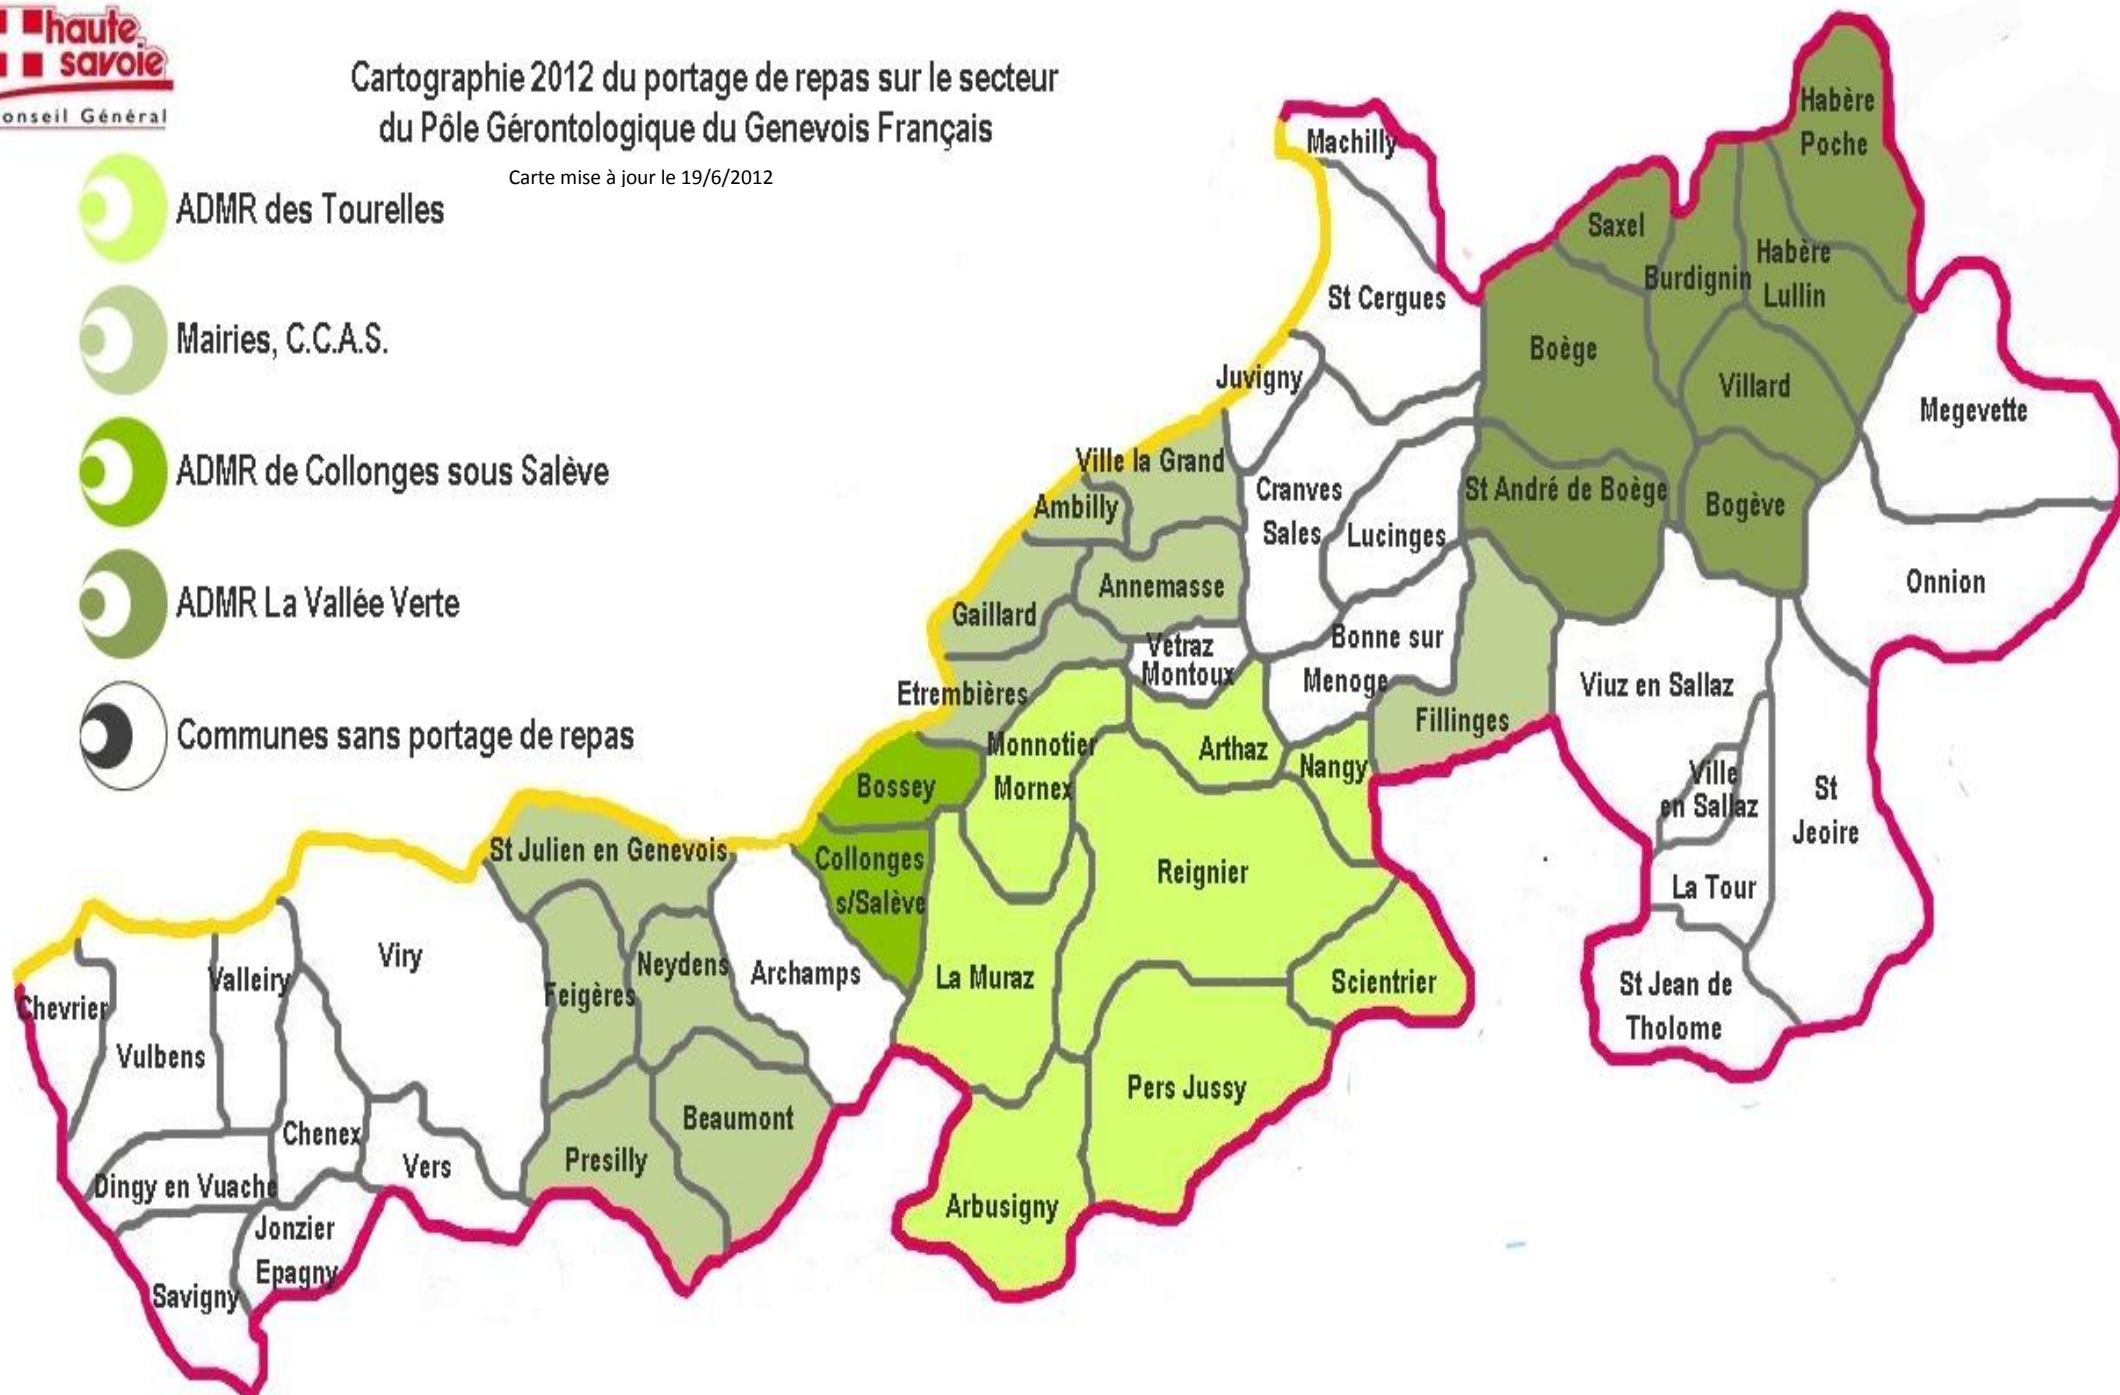 haute
savoie
onseil Général
Cartographie 2012 du portage de repas sur le secteur
du Pôle Gérontologique du Genevois Français
Carte mise à jour le 19/6/2012
ADMR des Tourelles
Mairies, C.C.A.S.
ADMR de Collonges sous Salève
ADMR La Vallée Verte
Communes sans portage de repas
Habère
Poche
Machilly
Saxel
Burdignin
Habère
Lullin
St Cergues
Boège
Villard
Megevette
Juvigny
Ville la Grand
Ambilly
Cranves
Sales
Lucinges
St André de Boège
Bogève
Onnion
Annemasse
Gaillard
Vetraz
Montoux
Bonne sur
Menoge
Etrembières
Fillinges
Viuz en Sallaz
Monnotier
Mornex
Arthaz
Nangy
Bossey
Ville
en Sallaz
St
Jeoire
St Julien en Genevois
Collonges
s/Salève
Reignier
La Tour
Viry
Valleiry
Chevrier
Vulbens
Feigères
Neydens
Archamps
La Muraz
Scientrier
St Jean de
Tholome
Pers Jussy
Beaumont
Chenex
Vers
Presilly
Dingy en Vuache
Arbusigny
Jonzier
Epagny
Savigny